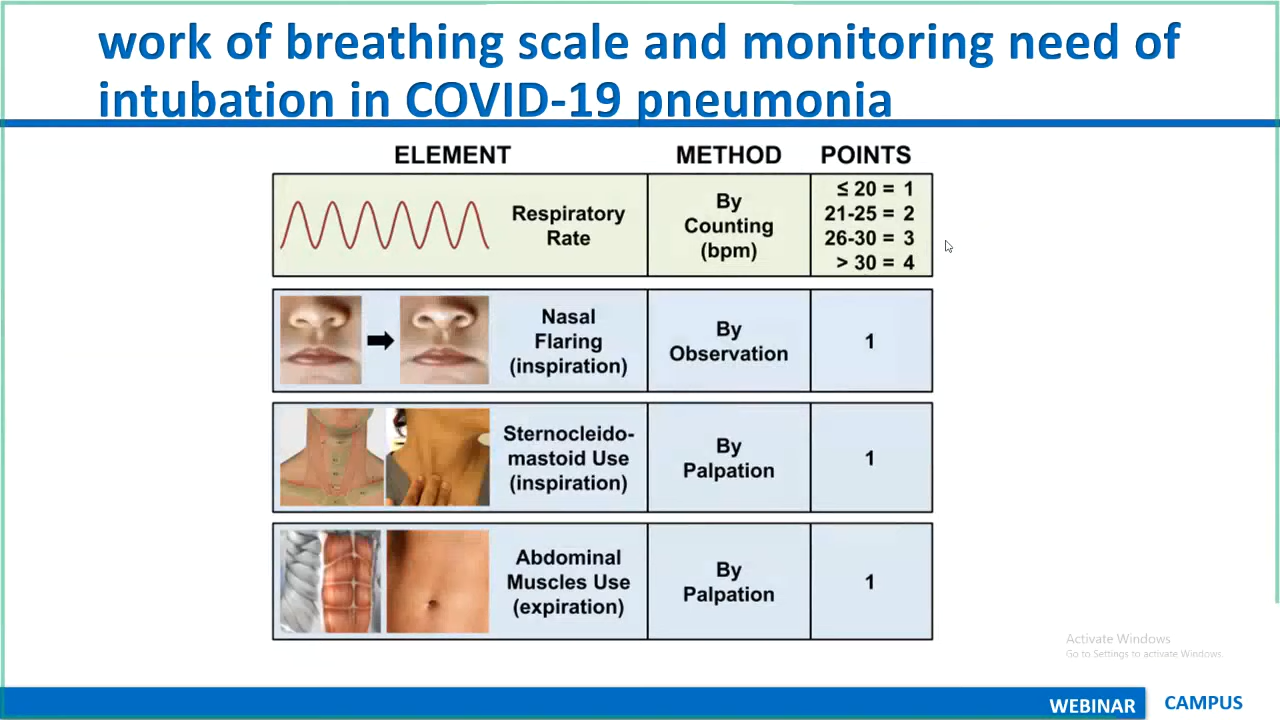 work of breathing scale and monitoring need of
intubation in COVID-19 pneumonia
ELEMENT METHOD POINTS
Respiratory
Rate
By
Counting
(bpm)
≤ 20 = 1
21-25 = 2
26-30 = 3
> 30 = 4
Nasal
Flaring
(inspiration)
By
Observation
1
Sternocleido-
mastoid Use
(inspiration)
By
Palpation
1
Abdominal
Muscles Use
(expiration)
By
Palpation
1
Activate Windows
Go to Settings to activate Windows.
WEBINAR CAMPUS